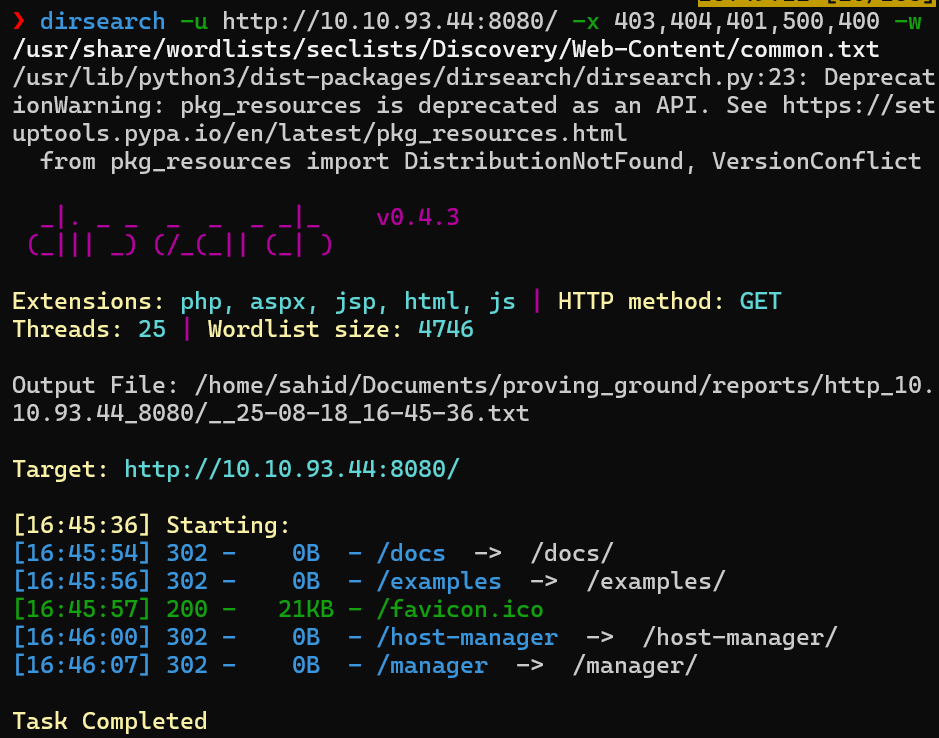 ❯ dirsearch -u http://10.10.93.44:8080/ -x 403,404,401,500,400 -w
/usr/share/wordlists/seclists/Discovery/Web-Content/common.txt
/usr/lib/python3/dist-packages/dirsearch/dirsearch.py:23: Deprecat
ionWarning: pkg_resources is deprecated as an API. See https://set
uptools.pypa.io/en/latest/pkg_resources.html
  from pkg_resources import DistributionNotFound, VersionConflict

  _|. _ _  _  _  _ _|_    v0.4.3
 (_||| _) (/_(_|| (_| )

Extensions: php, aspx, jsp, html, js | HTTP method: GET
Threads: 25 | Wordlist size: 4746

Output File: /home/sahid/Documents/proving_ground/reports/http_10.
10.93.44_8080/__25-08-18_16-45-36.txt

Target: http://10.10.93.44:8080/

[16:45:36] Starting:
[16:45:54] 302 -    0B  - /docs  ->  /docs/
[16:45:56] 302 -    0B  - /examples  ->  /examples/
[16:45:57] 200 -   21KB - /favicon.ico
[16:46:00] 302 -    0B  - /host-manager  ->  /host-manager/
[16:46:07] 302 -    0B  - /manager  ->  /manager/

Task Completed